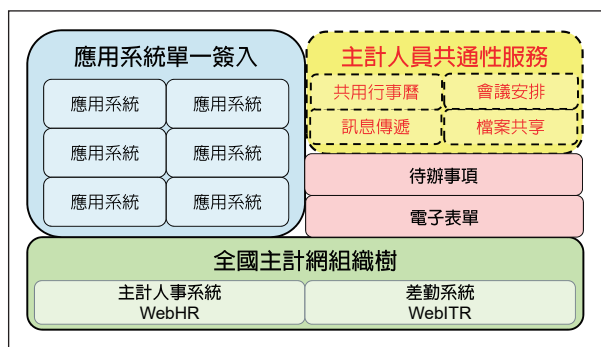 應用系統單一簽入
應用系統
應用系統
應用系統
應用系統
應用系統
應用系統
主計人員共通性服務
共用行事曆
會議安排
訊息傳遞
檔案共享
待辦事項
電子表單
全國主計網組織樹
主計人事系統
WebHR
差勤系統
WebITR